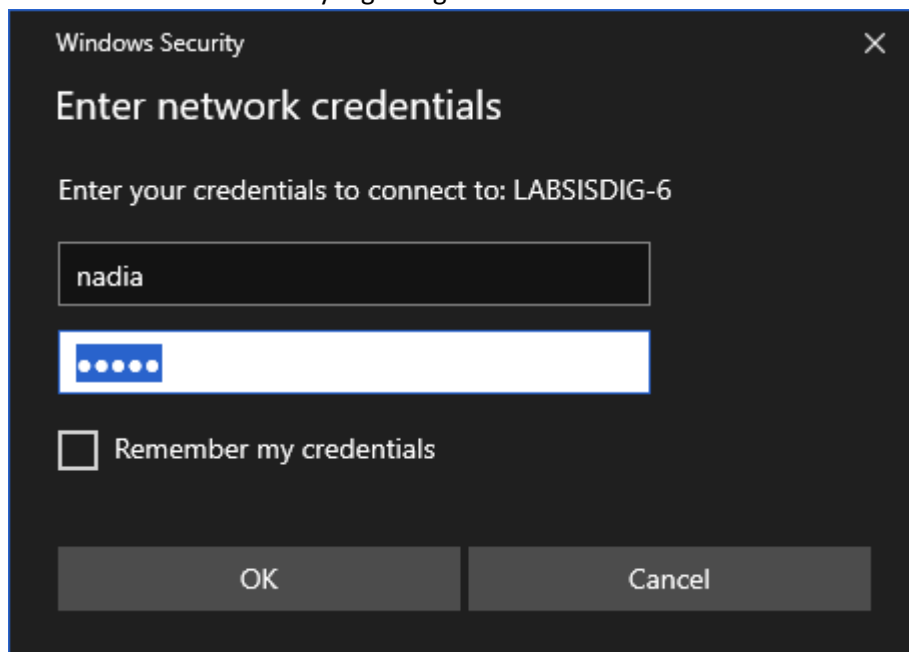 Windows Security
Enter network credentials
Enter your credentials to connect to: LABSISDIG-6
nadia
●●●●●
Remember my credentials
OK
Cancel